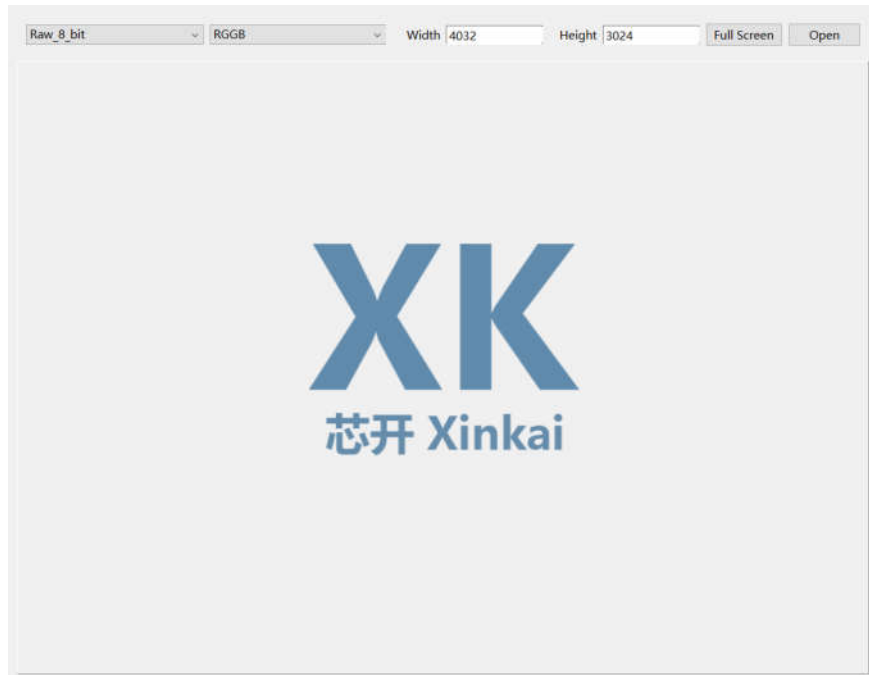 Raw_8_bit RGGB Width 4032 Height 3024 Full Screen Open
XK
芯开 Xinkai